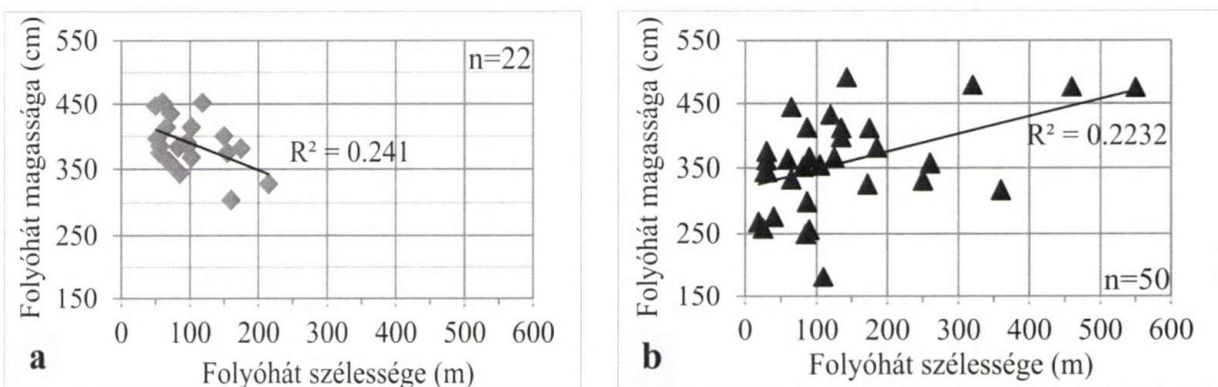 Folyóhát magassága (cm)
550
450
350
250
150
n=22
R² = 0.241
0 100 200 300 400 500 600
Folyóhát szélessége (m)
a
Folyóhát magassága (cm)
550
450
350
250
150
R² = 0.2232
n=50
0 100 200 300 400 500 600
Folyóhát szélessége (m)
b